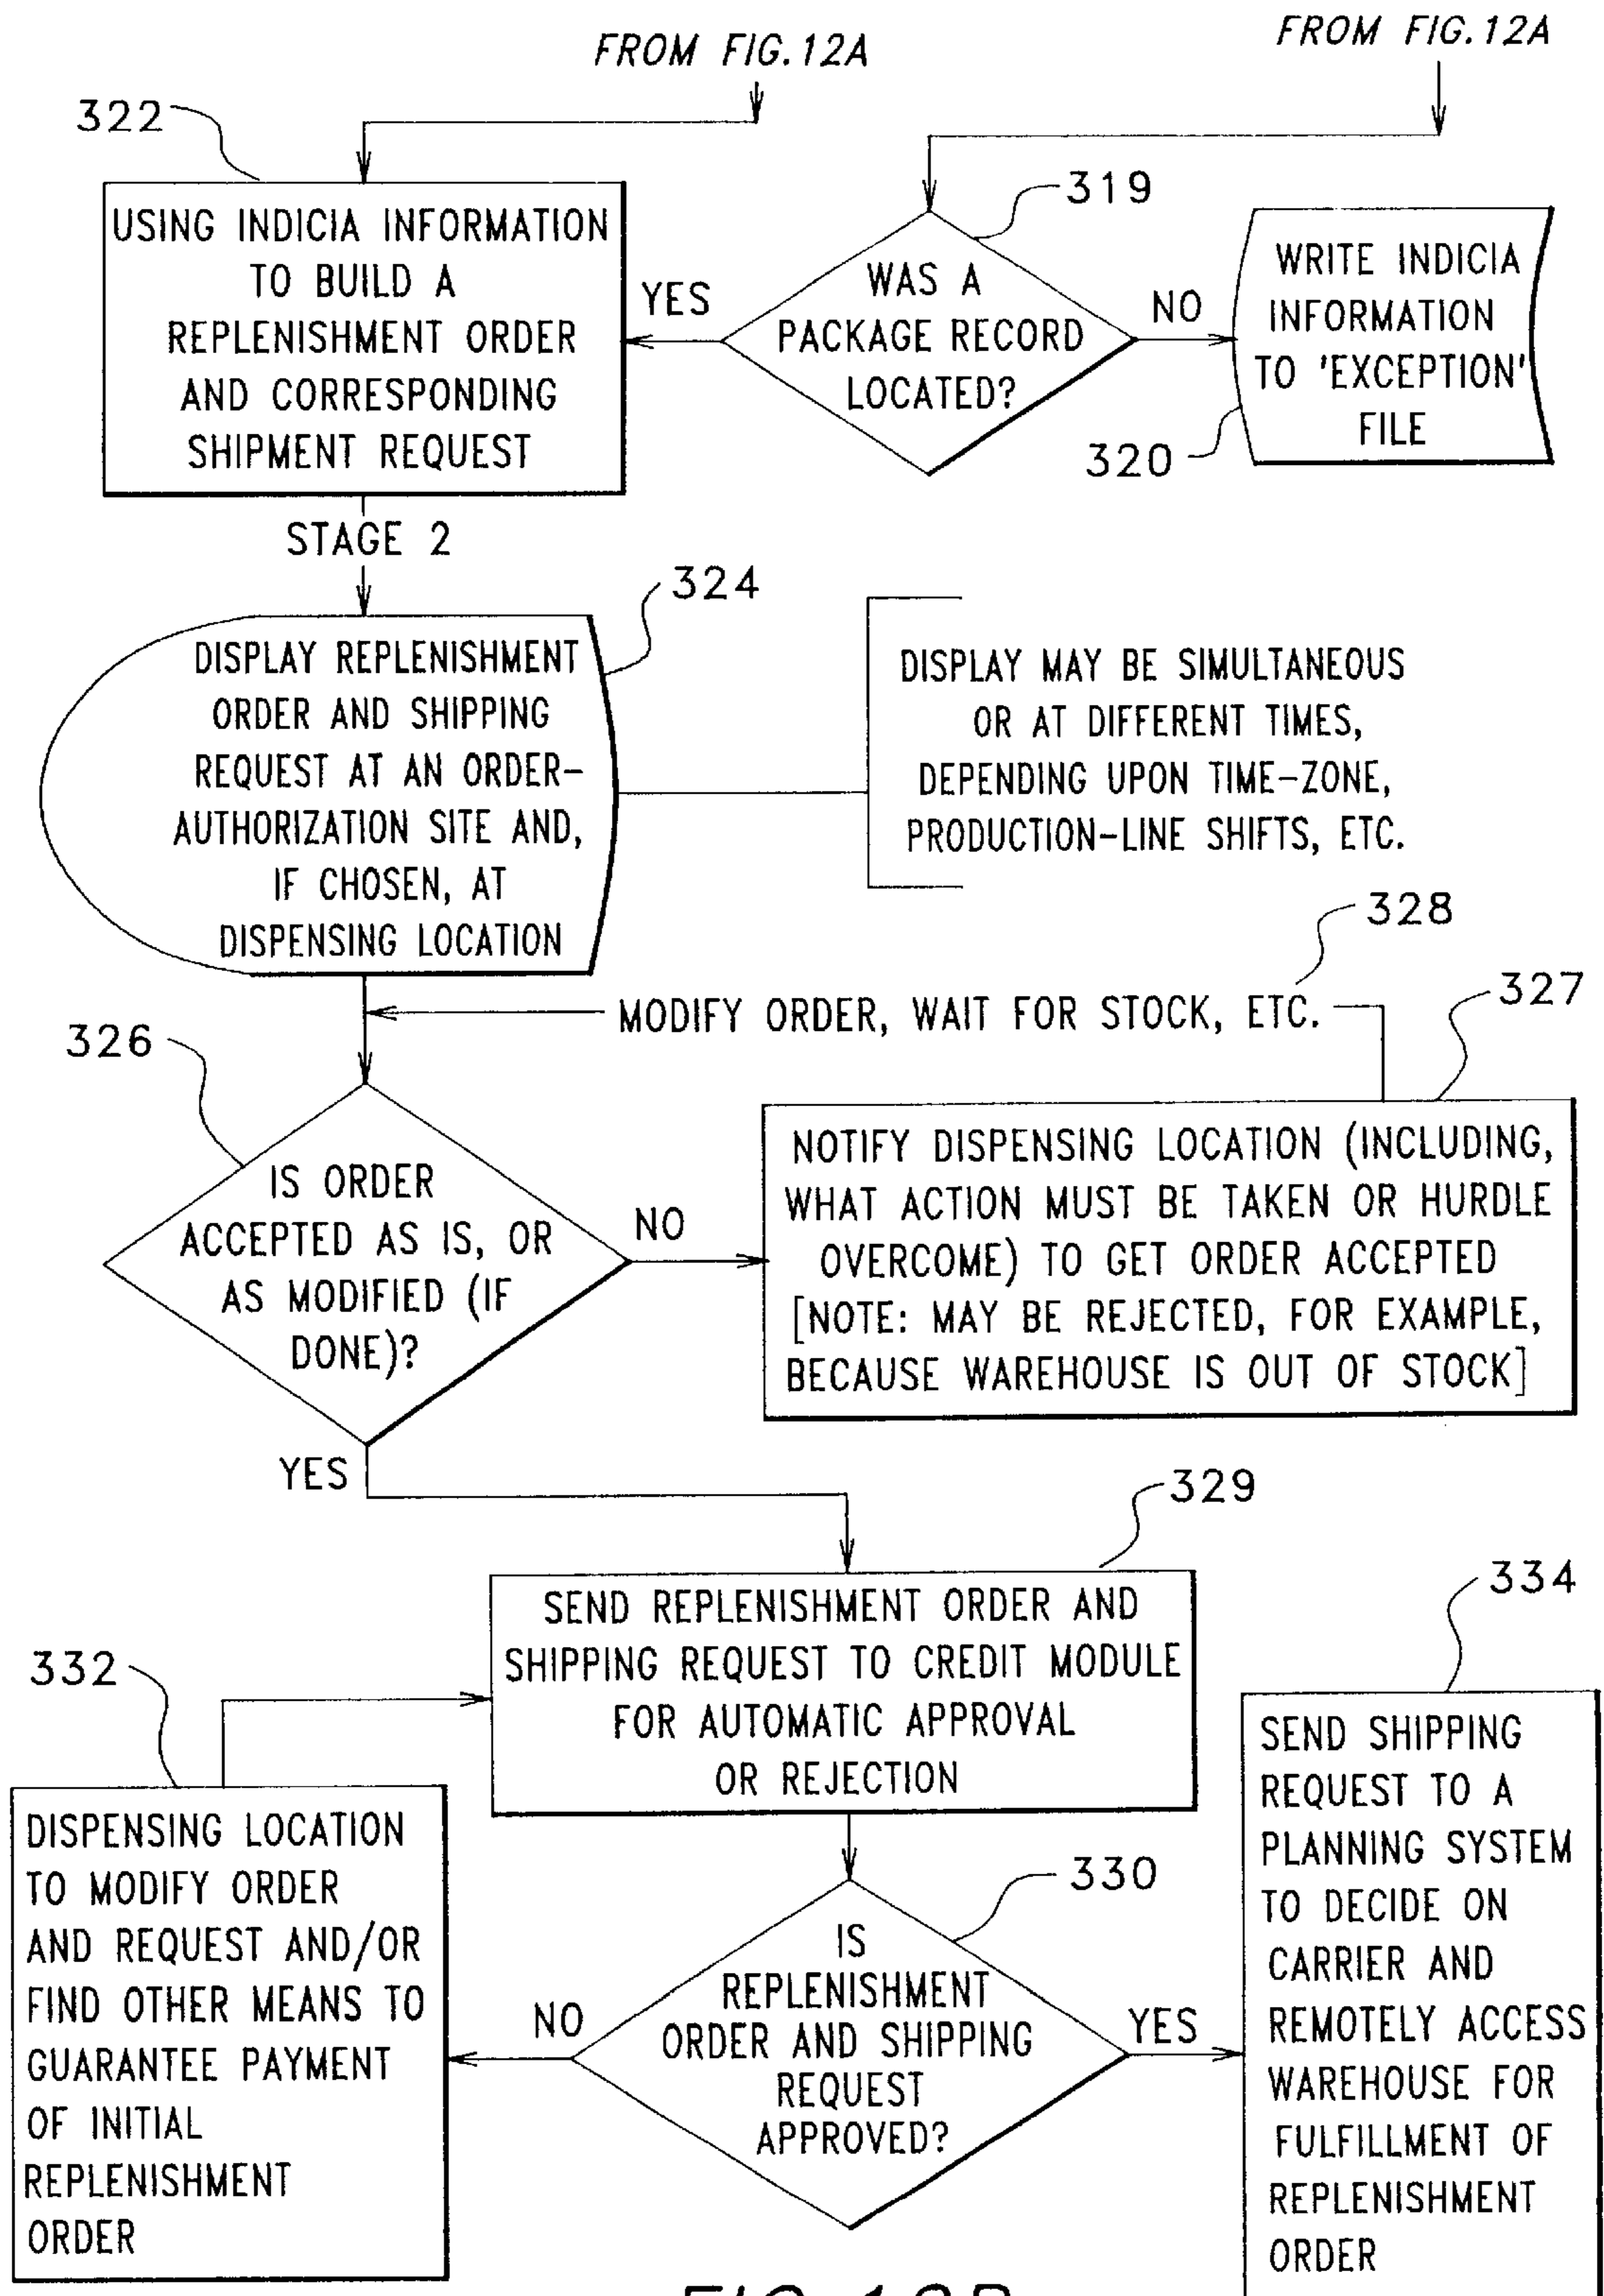 FROM FIG.12A
FROM FIG.12A
322
USING INDICIA INFORMATION
TO BUILD A
REPLENISHMENT ORDER
AND CORRESPONDING
SHIPMENT REQUEST
YES
319
WAS A
PACKAGE RECORD
LOCATED?
NO
WRITE INDICIA
INFORMATION
TO 'EXCEPTION'
FILE
320
STAGE 2
324
DISPLAY REPLENISHMENT
ORDER AND SHIPPING
REQUEST AT AN ORDER-
AUTHORIZATION SITE AND,
IF CHOSEN, AT
DISPENSING LOCATION
DISPLAY MAY BE SIMULTANEOUS
OR AT DIFFERENT TIMES,
DEPENDING UPON TIME-ZONE,
PRODUCTION-LINE SHIFTS, ETC.
328
MODIFY ORDER, WAIT FOR STOCK, ETC.
327
326
IS ORDER
ACCEPTED AS IS, OR
AS MODIFIED (IF
DONE)?
NO
NOTIFY DISPENSING LOCATION (INCLUDING,
WHAT ACTION MUST BE TAKEN OR HURDLE
OVERCOME) TO GET ORDER ACCEPTED
[NOTE: MAY BE REJECTED, FOR EXAMPLE,
BECAUSE WAREHOUSE IS OUT OF STOCK]
YES
329
SEND REPLENISHMENT ORDER AND
SHIPPING REQUEST TO CREDIT MODULE
FOR AUTOMATIC APPROVAL
OR REJECTION
332
DISPENSING LOCATION
TO MODIFY ORDER
AND REQUEST AND/OR
FIND OTHER MEANS TO
GUARANTEE PAYMENT
OF INITIAL
REPLENISHMENT
ORDER
NO
330
IS
REPLENISHMENT
ORDER AND SHIPPING
REQUEST
APPROVED?
YES
334
SEND SHIPPING
REQUEST TO A
PLANNING SYSTEM
TO DECIDE ON
CARRIER AND
REMOTELY ACCESS
WAREHOUSE FOR
FULFILLMENT OF
REPLENISHMENT
ORDER